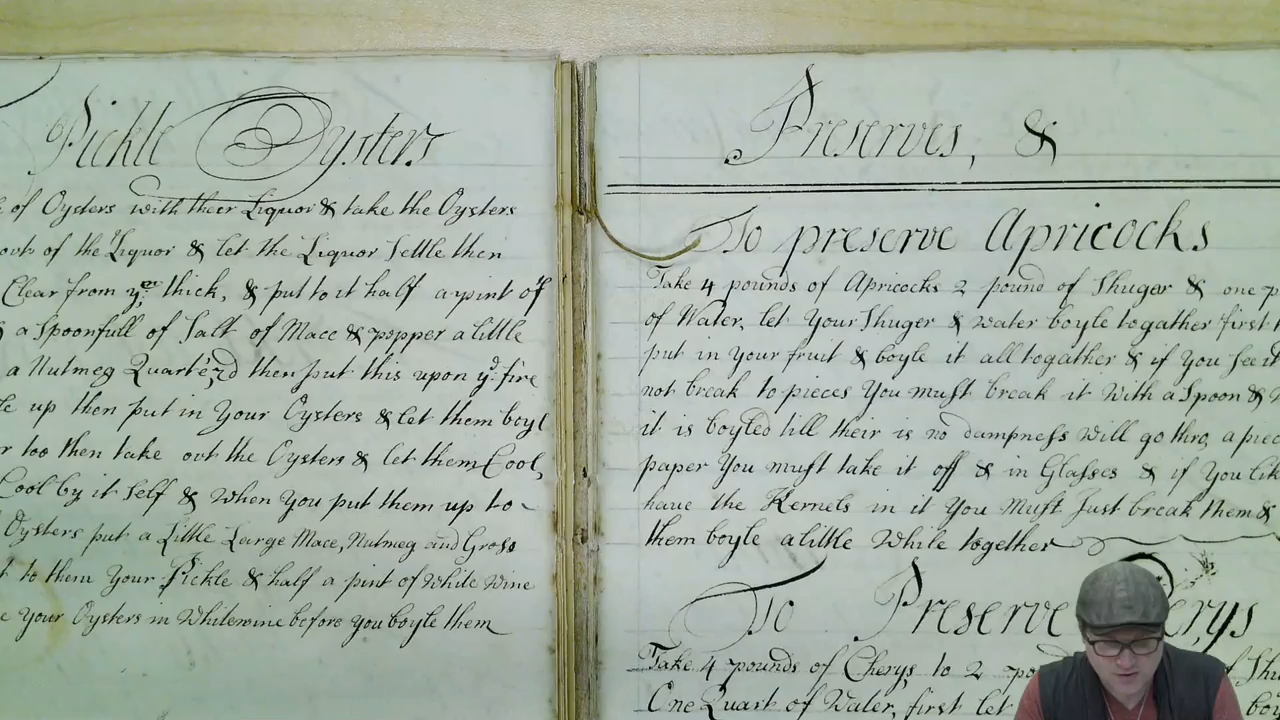 Pickle Oysters
of Oysters with their Liquor & take the Oysters
out of the Liquor & let the Liquor Settle then
Clear from yᵉ thick, & put to it half a pint of
a Spoonfull of Salt of Mace & pepper a little
a Nutmeg Quarter'd then put this upon yᵉ fire
up then put in Your Oysters & let them boyl
too then take out the Oysters & let them Cool,
Cool by it Self & when You put them up to
Oysters put a Little Large Mace, Nutmeg and Gross
to them Your Pickle & half a pint of White Wine
Your Oysters in Whitewine before you boyle them
Preserves, &
To preserve Apricocks
Take 4 pounds of Apricocks 2 pound of Shugar & one
of Water, let Your Shuger & water boyle togather first
put in Your fruit & boyle it all togather & if You See it
not break to pieces You must break it With a Spoon &
it is boyled till their is no dampness Will go thro, a
paper You must take it off & in Glasses & if You
have the Kernels in it You Must Just break them &
them boyle a little While together
To Preserve
Take 4 pounds of Cherys to 2 of
One Quart of Water, first let